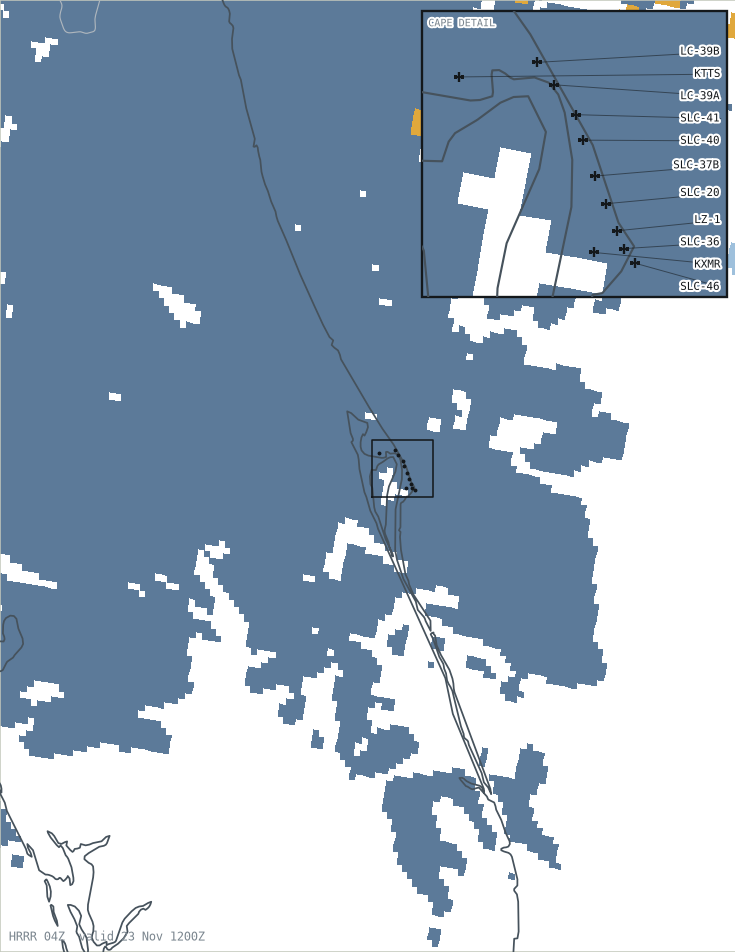 CAPE DETAIL
LC-39B
KTTS
LC-39A
SLC-41
SLC-40
SLC-37B
SLC-20
LZ-1
SLC-36
KXMR
SLC-46
HRRR 04Z valid 23 Nov 1200Z